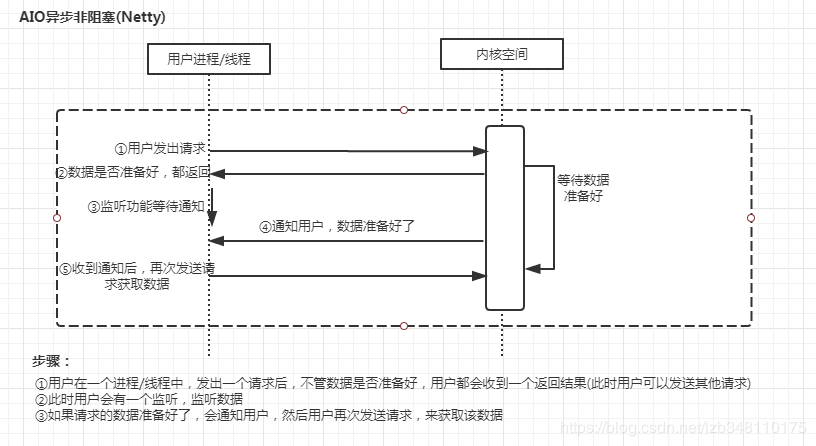 AIO异步非阻塞(Netty)
用户进程/线程
内核空间
①用户发出请求
②数据是否准备好，都返回
等待数据
准备好
③监听功能等待通知
④通知用户，数据准备好了
⑤收到通知后，再次发送请
求获取数据
步骤：
①用户在一个进程/线程中，发出一个请求后，不管数据是否准备好，用户都会收到一个返回结果(此时用户可以发送其他请求)
②此时用户会有一个监听，监听数据
③如果请求的数据准备好了，会通知用户，然后用户再次发送请求，来获取该数据
https://blog.csdn.net/lzb348110175